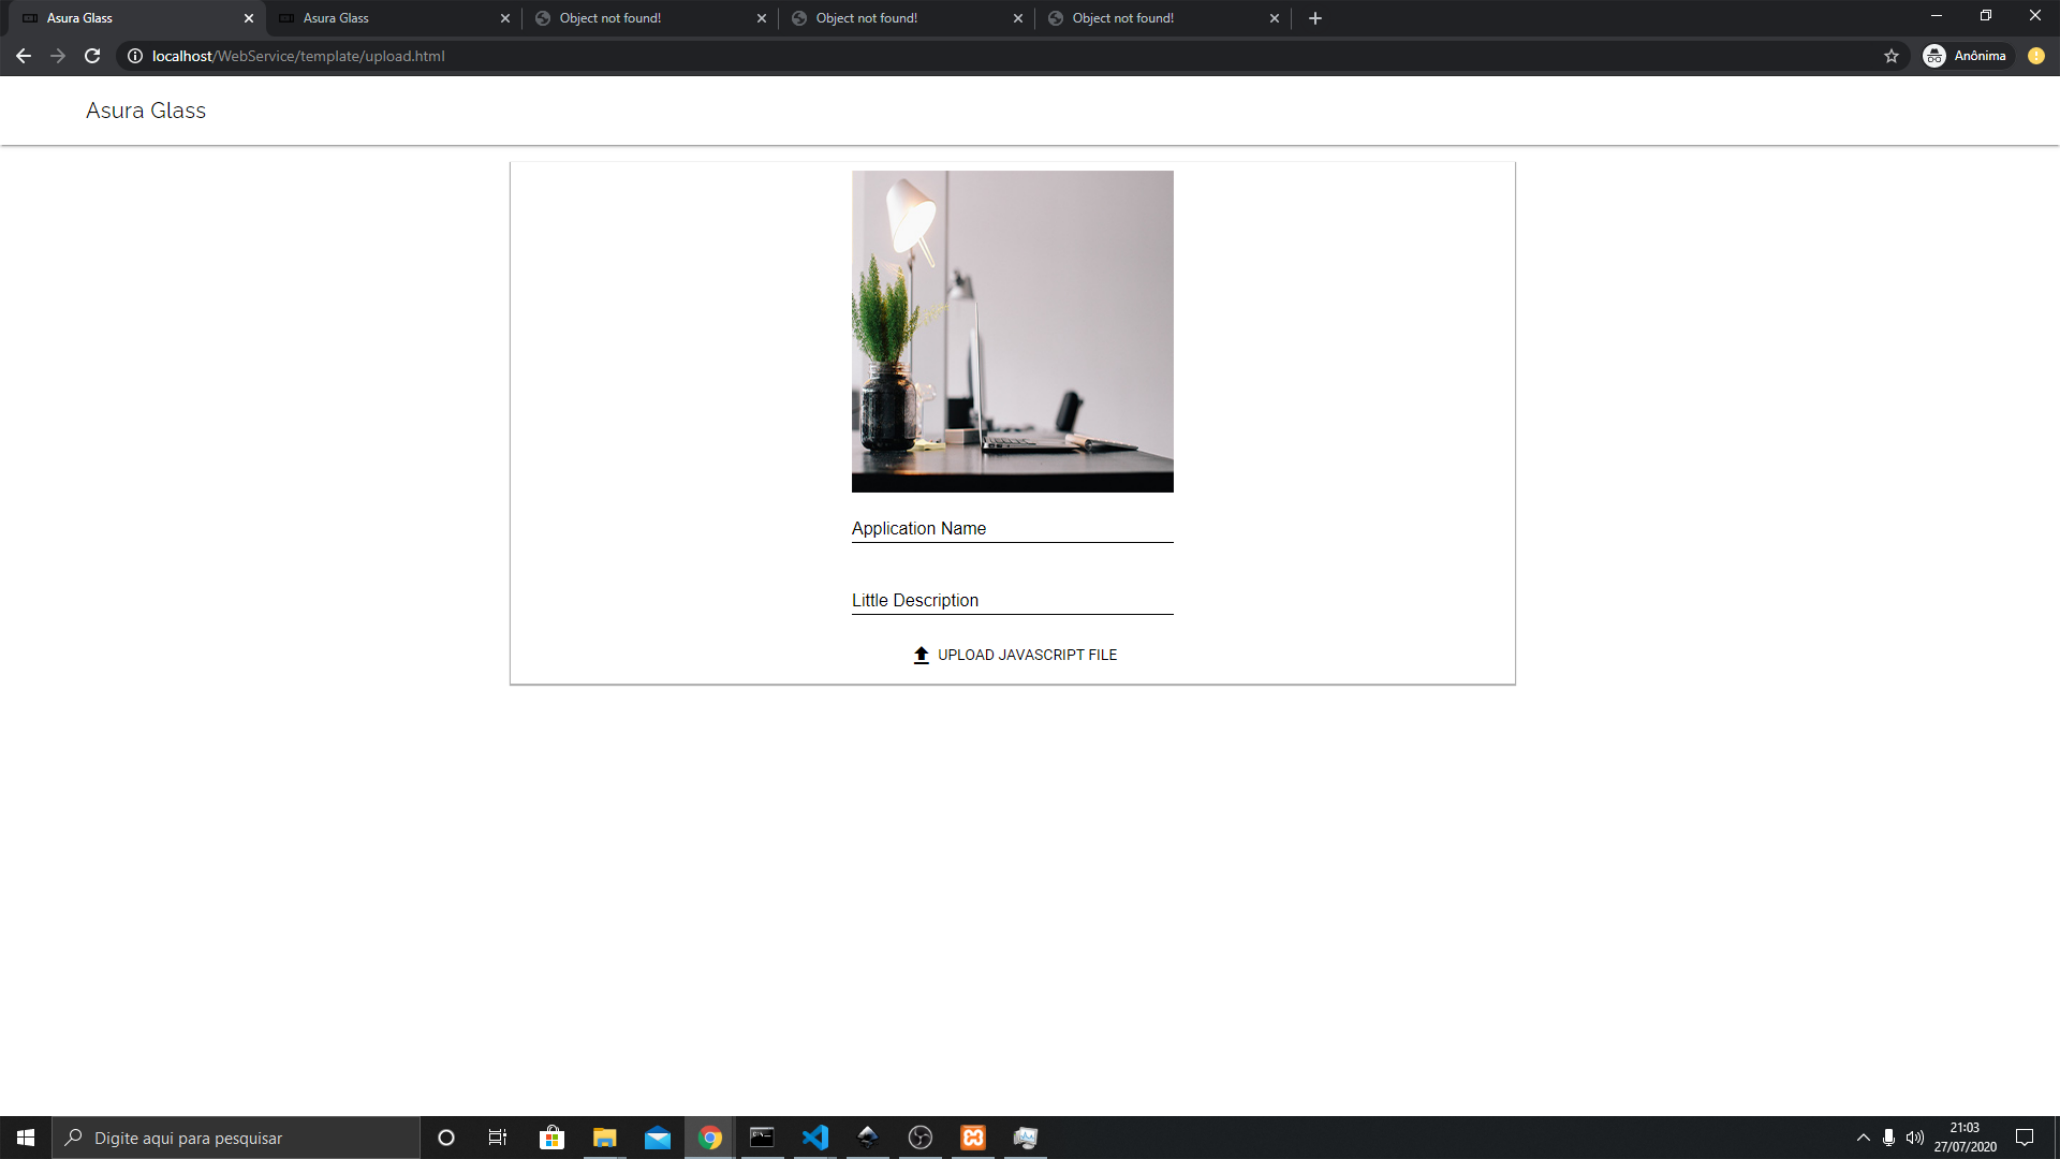 Asura Glass
Asura Glass
Object not found!
Object not found!
Object not found!
localhost/WebService/template/upload.html
Anônima
Asura Glass
Application Name
Little Description
UPLOAD JAVASCRIPT FILE
Digite aqui para pesquisar
21:03
27/07/2020